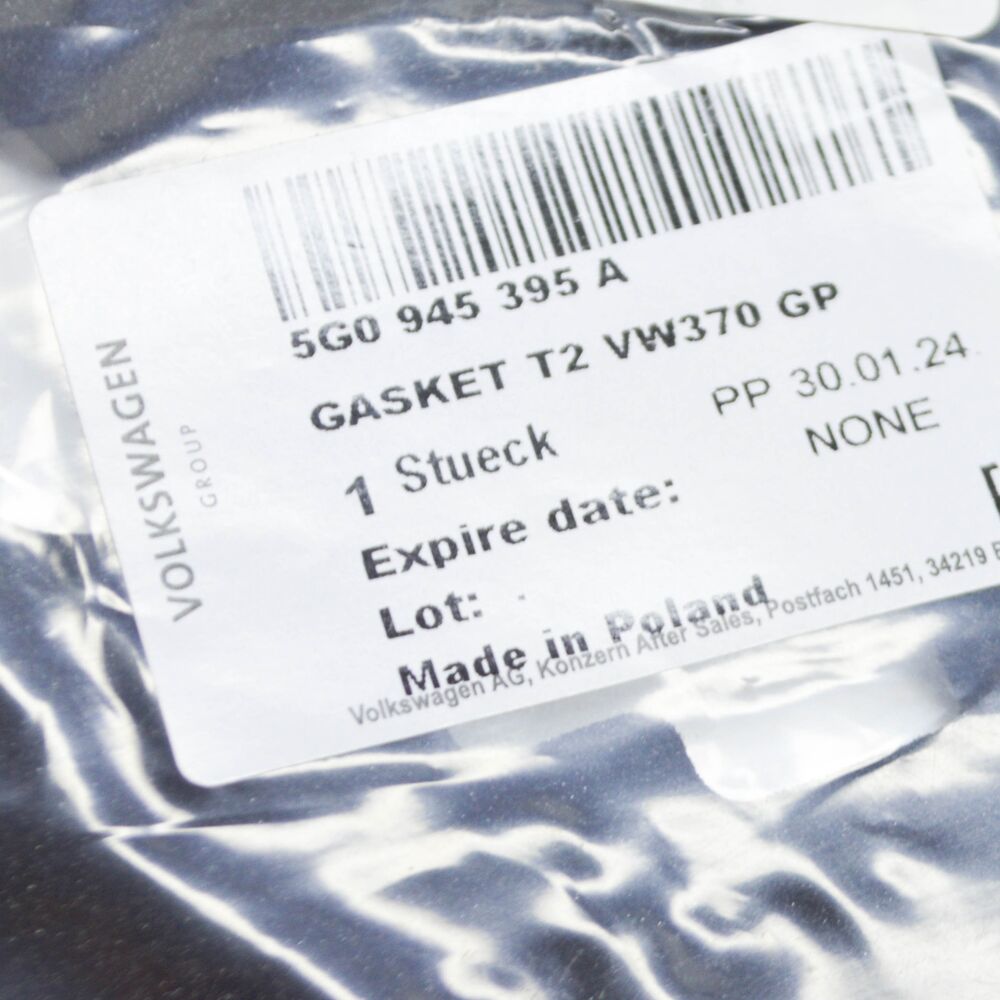 5G0 945 395 A
GASKET T2 VW370 GP
PP 30.01.24
1 Stueck
NONE
Expire date:
Lot:
Made in Poland
Volkswagen AG, Konzern After Sales, Postfach 1451, 34219
VOLKSWAGEN
GROUP